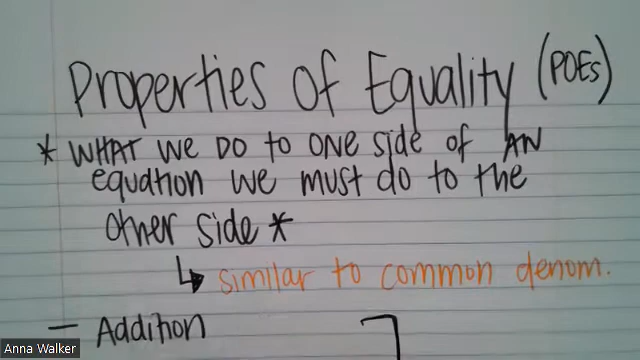 Properties of Equality (POEs)
* WHAT WE DO to ONE side of AN
equation we must do to the
other side *
↳ similar to common denom.
- Addition
Anna Walker